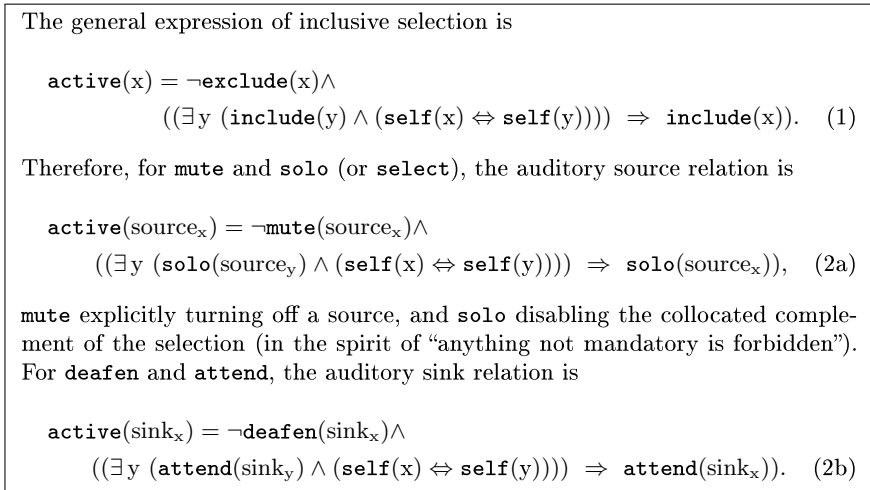 The general expression of inclusive selection is
active(x) = ¬exclude(x)∧
((∃ y (include(y) ∧ (self(x) ⇔ self(y)))) ⇒ include(x)). (1)
Therefore, for mute and solo (or select), the auditory source relation is
active(sourceₓ) = ¬mute(sourceₓ)∧
((∃ y (solo(source_y) ∧ (self(x) ⇔ self(y)))) ⇒ solo(sourceₓ)), (2a)
mute explicitly turning off a source, and solo disabling the collocated comple-
ment of the selection (in the spirit of “anything not mandatory is forbidden”).
For deafen and attend, the auditory sink relation is
active(sinkₓ) = ¬deafen(sinkₓ)∧
((∃ y (attend(sink_y) ∧ (self(x) ⇔ self(y)))) ⇒ attend(sinkₓ)). (2b)